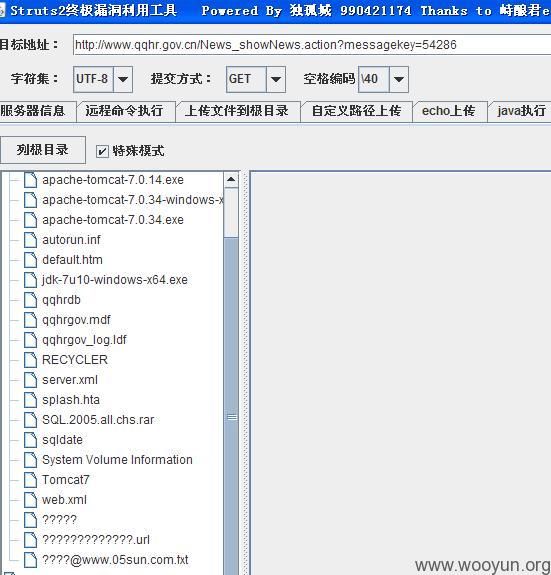 Struts2终极漏洞利用工具 Powered By 独孤城 990421174 Thanks to
目标地址： http://www.qqhr.gov.cn/News_showNews.action?messagekey=54286
字符集： UTF-8 提交方式： GET 空格编码 \40
服务器信息 远程命令执行 上传文件到根目录 自定义路径上传 echo上传 java执行
列根目录 特殊模式
apache-tomcat-7.0.14.exe
apache-tomcat-7.0.34-windows-x
apache-tomcat-7.0.34.exe
autorun.inf
default.htm
jdk-7u10-windows-x64.exe
qqhrdb
qqhrgov.mdf
qqhrgov_log.ldf
RECYCLER
server.xml
splash.hta
SQL.2005.all.chs.rar
sqldate
System Volume Information
Tomcat7
web.xml
?????
?????????????.url
????@www.05sun.com.txt
www.wooyun.org